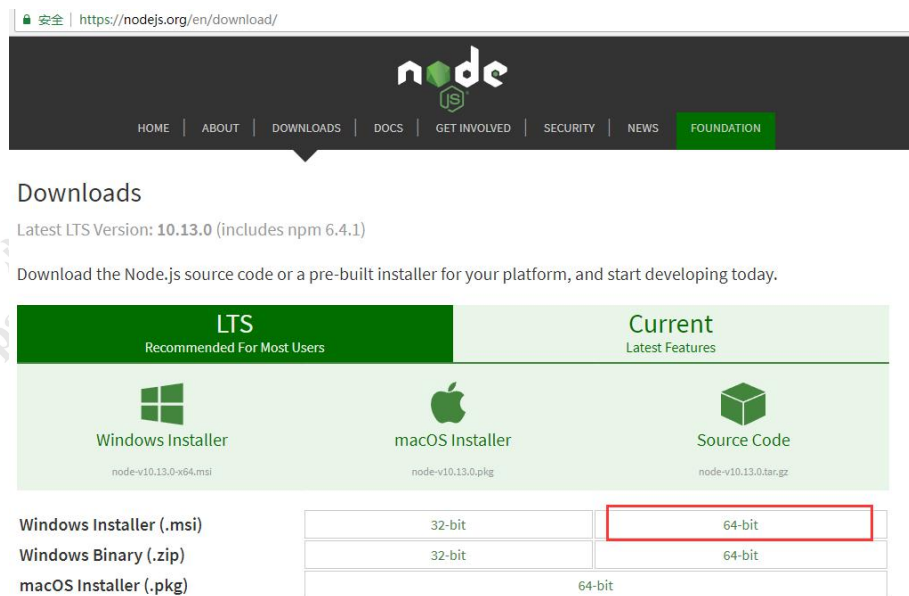 安全 | https://nodejs.org/en/download/
node
JS
HOME | ABOUT | DOWNLOADS | DOCS | GET INVOLVED | SECURITY | NEWS FOUNDATION
Downloads
Latest LTS Version: 10.13.0 (includes npm 6.4.1)
Download the Node.js source code or a pre-built installer for your platform, and start developing today.
LTS Current
Recommended For Most Users Latest Features
Windows Installer macOS Installer Source Code
node-v10.13.0-x64.msi node-v10.13.0.pkg node-v10.13.0.tar.gz
Windows Installer (.msi) 32-bit 64-bit
Windows Binary (.zip) 32-bit 64-bit
macOS Installer (.pkg) 64-bit